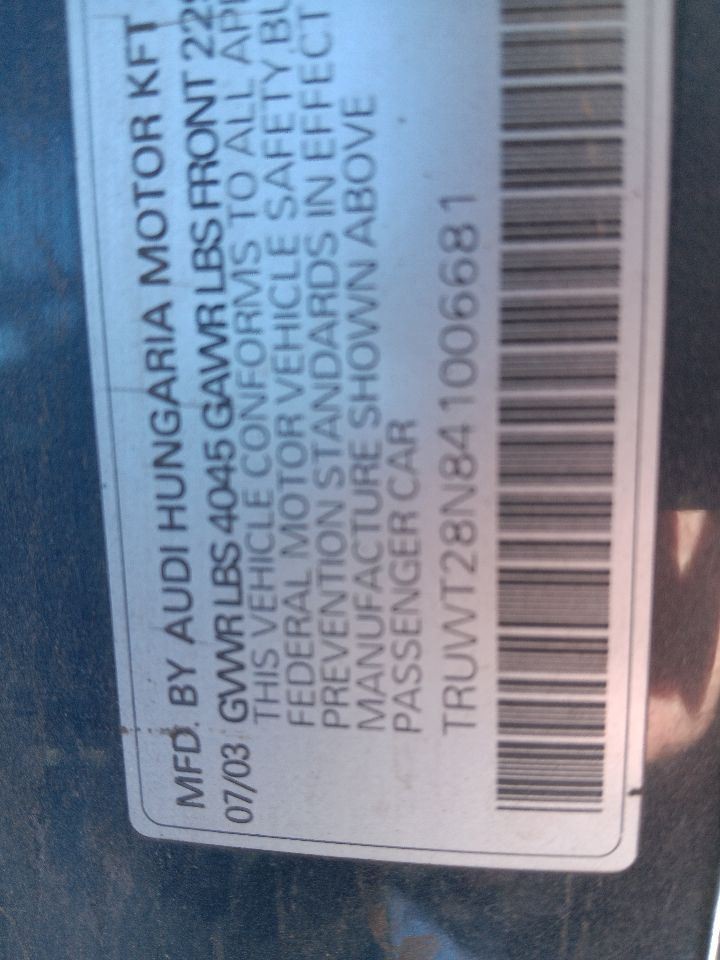 MFD. BY AUDI HUNGARIA MOTOR KFT
07/03 GVWR LBS 4045 GAWR LBS FRONT
THIS VEHICLE CONFORMS TO ALL
FEDERAL MOTOR VEHICLE SAFETY
PREVENTION STANDARDS IN EFFECT
MANUFACTURE SHOWN ABOVE
PASSENGER CAR
TRUWT28N841006681